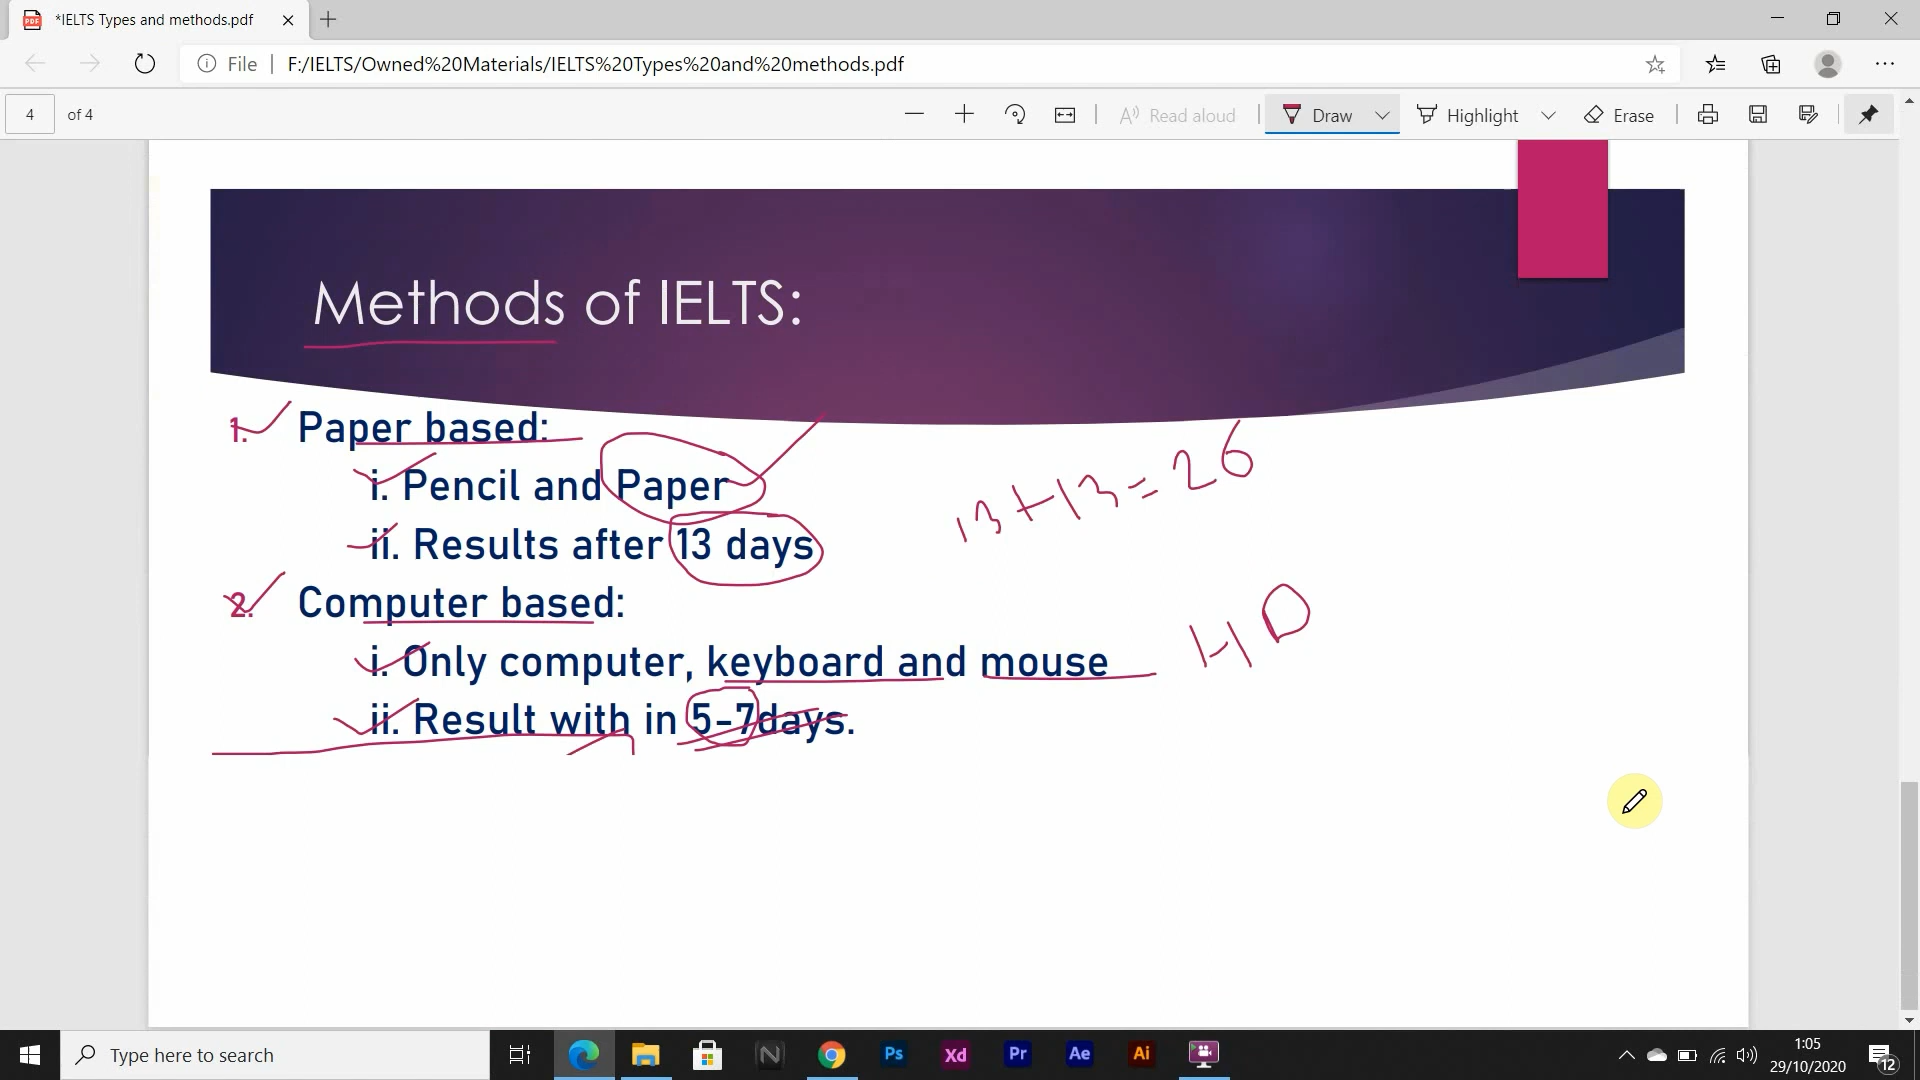 *IELTS Types and methods.pdf
File
F:/IELTS/Owned%20Materials/IELTS%20Types%20and%20methods.pdf
4 of 4
Read aloud
Draw
Highlight
Erase
Methods of IELTS:
1. Paper based:
i. Pencil and Paper
13+13=26
ii. Results after 13 days
2. Computer based:
HD
i. Only computer, keyboard and mouse
ii. Result with in 5-7days.
Type here to search
Ps
Xd
Pr
Ae
Ai
1:05
29/10/2020
12